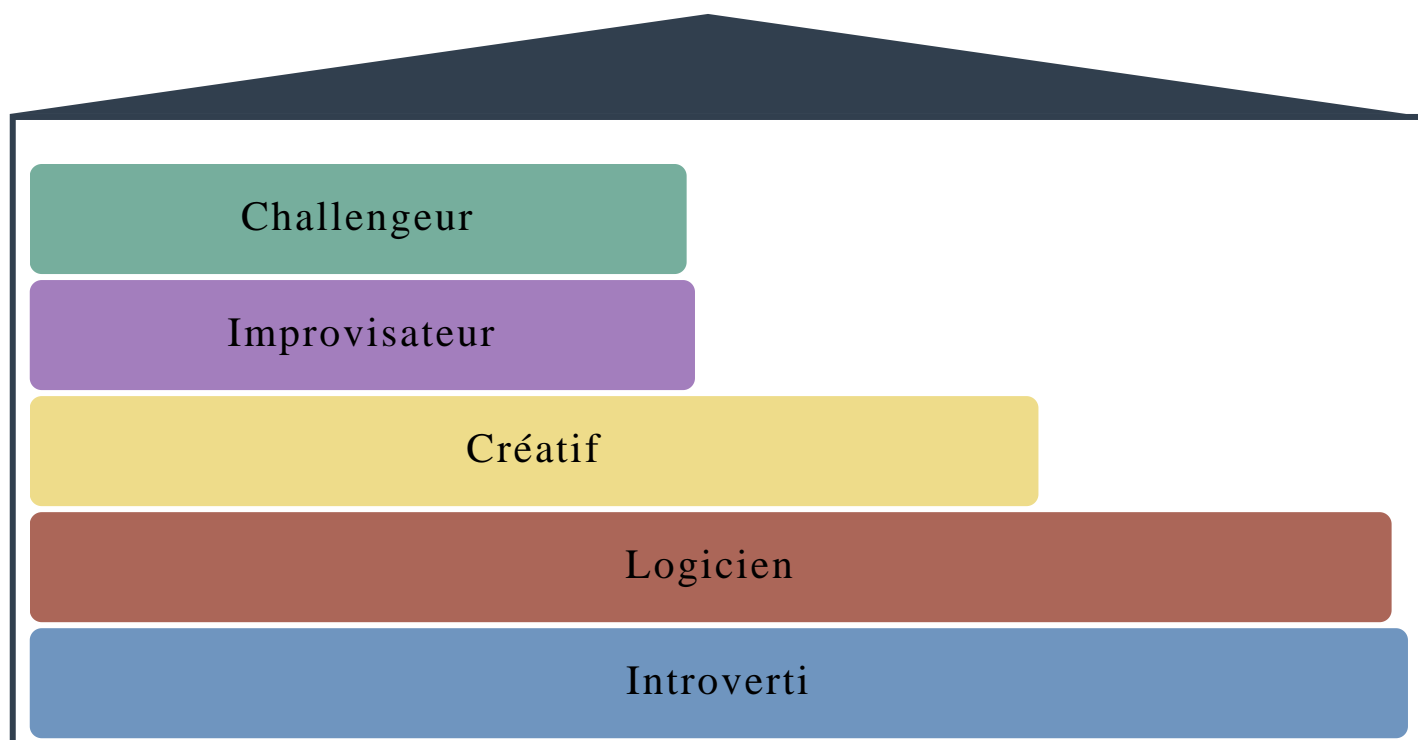 Challengeur
Improvisateur
Créatif
Logicien
Introverti